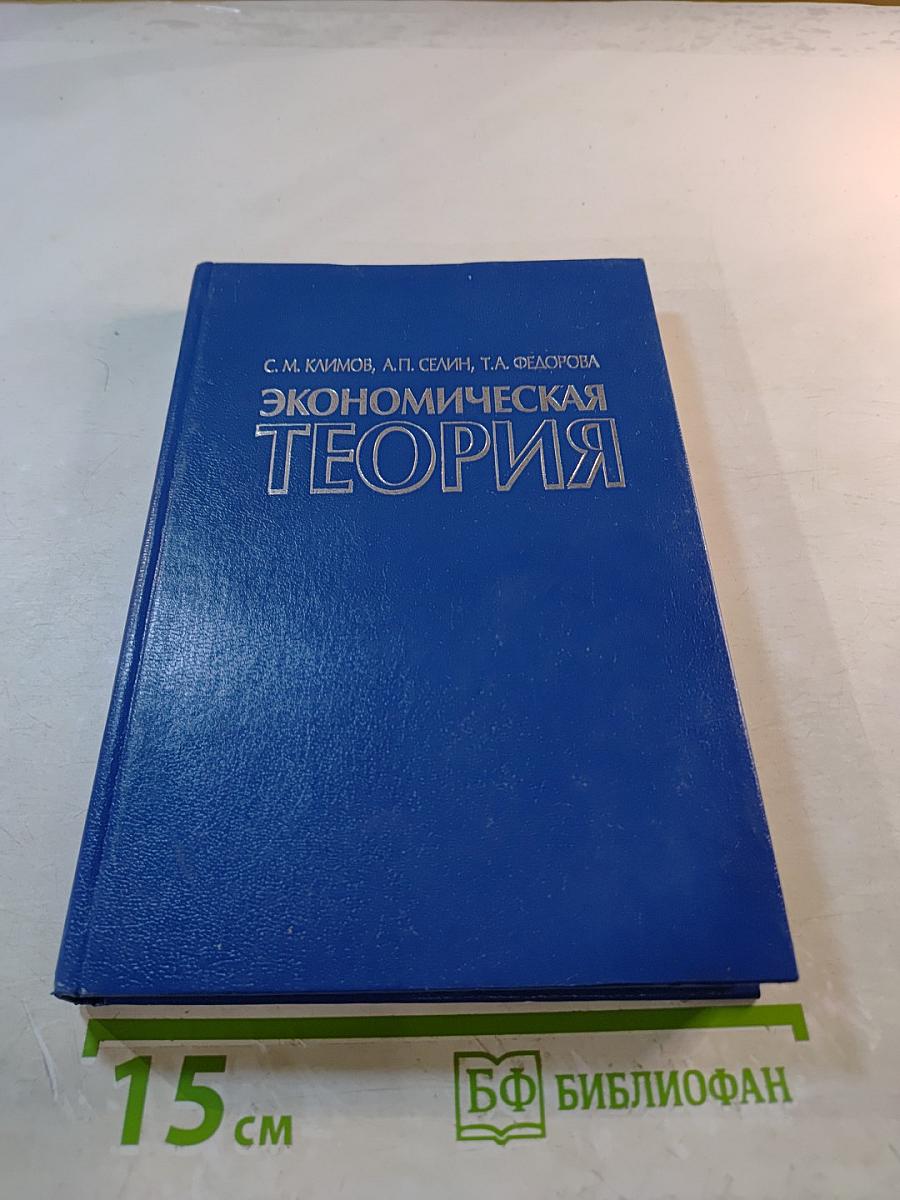 С. М. КЛИМОВ, А.П. СЕЛИН, Т.А. ФЕДОРОВА
ЭКОНОМИЧЕСКАЯ
ТЕОРИЯ
15 см
БФ БИБЛИОФАН